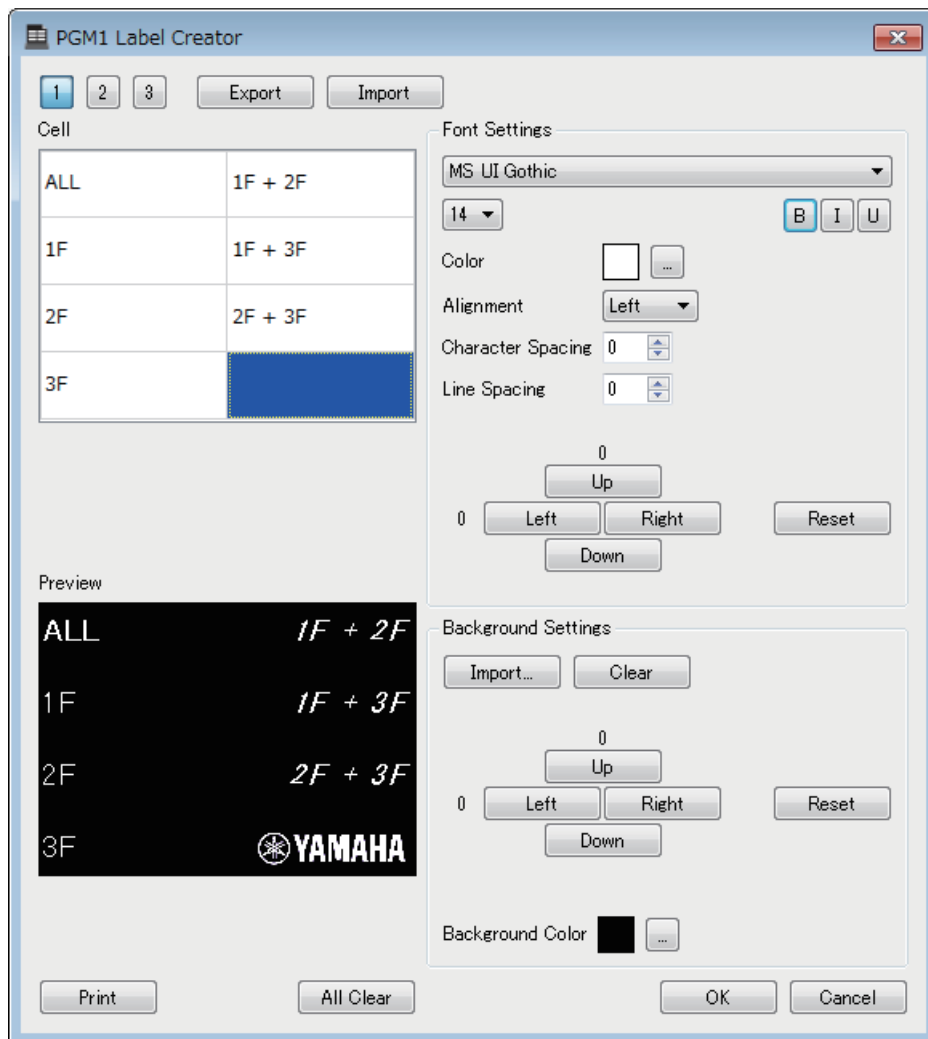 PGM1 Label Creator
1 2 3 Export Import
Cell
ALL 1F + 2F
1F 1F + 3F
2F 2F + 3F
3F
Preview
ALL 1F + 2F
1F 1F + 3F
2F 2F + 3F
3F YAMAHA
Print All Clear
Font Settings
MS UI Gothic
14 B I U
Color ...
Alignment Left
Character Spacing 0
Line Spacing 0
0
Up
0 Left Right Reset
Down
Background Settings
Import... Clear
0
Up
0 Left Right Reset
Down
Background Color ...
OK Cancel